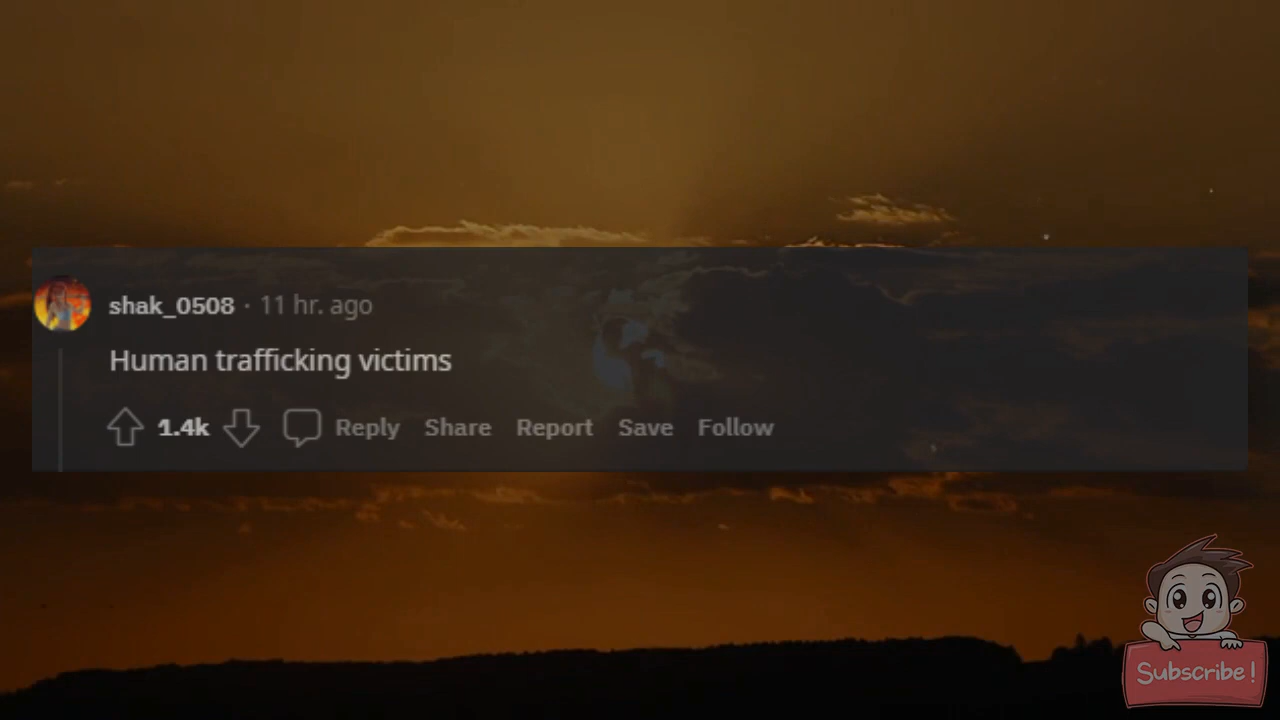 shak_0508 · 11 hr. ago
Human trafficking victims
1.4k Reply Share Report Save Follow
Subscribe!